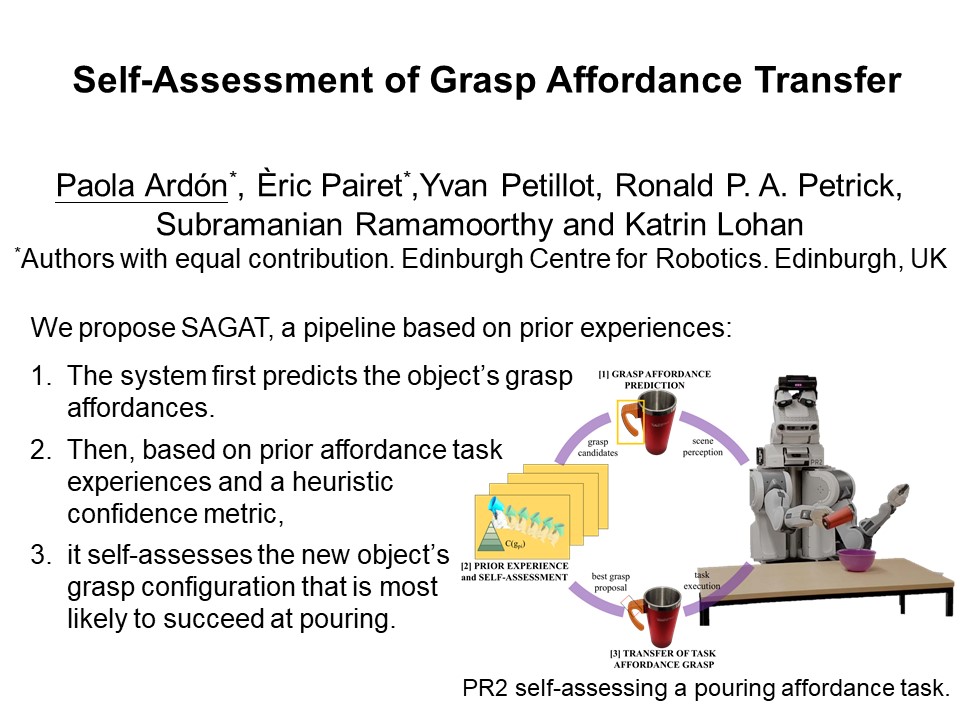 Self-Assessment of Grasp Affordance Transfer
Paola Ardón*, Èric Pairet*,Yvan Petillot, Ronald P. A. Petrick,
Subramanian Ramamoorthy and Katrin Lohan
*Authors with equal contribution. Edinburgh Centre for Robotics. Edinburgh, UK
We propose SAGAT, a pipeline based on prior experiences:
1. The system first predicts the object’s grasp
affordances.
2. Then, based on prior affordance task
experiences and a heuristic
confidence metric,
3. it self-assesses the new object’s
grasp configuration that is most
likely to succeed at pouring.
[1] GRASP AFFORDANCE
PREDICTION
grasp
candidates
scene
perception
PR2
C(gpi)
[2] PRIOR EXPERIENCE
and SELF-ASSESSMENT
best grasp
proposal
task
execution
[3] TRANSFER OF TASK
AFFORDANCE GRASP
PR2 self-assessing a pouring affordance task.